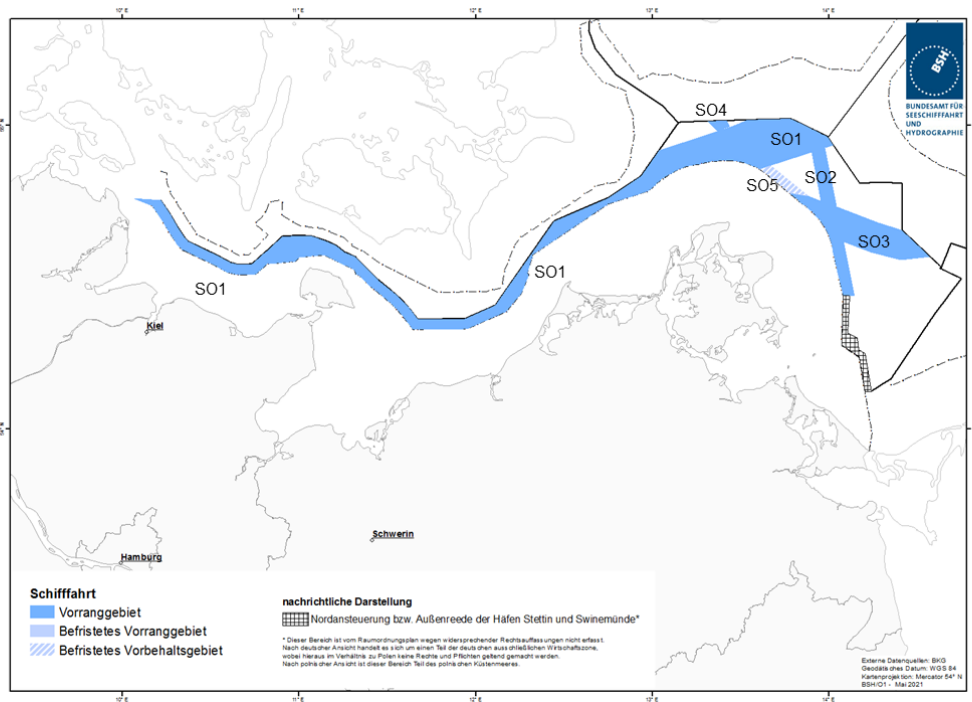 10° E 11° E 12° E 13° E 14° E
BSH
BUNDESAMT FÜR
SEESCHIFFFAHRT
UND
HYDROGRAPHIE
SO4
SO1
SO2
SO5
SO3
SO1
SO1
Kiel
Schwerin
Hamburg
Schifffahrt
Vorranggebiet
Befristetes Vorranggebiet
Befristetes Vorbehaltsgebiet
nachrichtliche Darstellung
Nordansteuerung bzw. Außenreede der Häfen Stettin und Swinemünde*
* Dieser Bereich ist vom Raumordnungsplan wegen widersprechender Rechtsauffassungen nicht erfasst.
Nach deutscher Ansicht handelt es sich um einen Teil der deutschen ausschließlichen Wirtschaftszone,
wobei hieraus im Verhältnis zu Polen keine Rechte und Pflichten geltend gemacht werden.
Nach polnischer Ansicht ist dieser Bereich Teil des polnischen Küstenmeeres.
Externe Datenquellen: BKG
Geodätisches Datum: WGS 84
Kartenprojektion: Mercator 54° N
BSH/O1 - Mai 2021
10° E 11° E 12° E 13° E 14° E